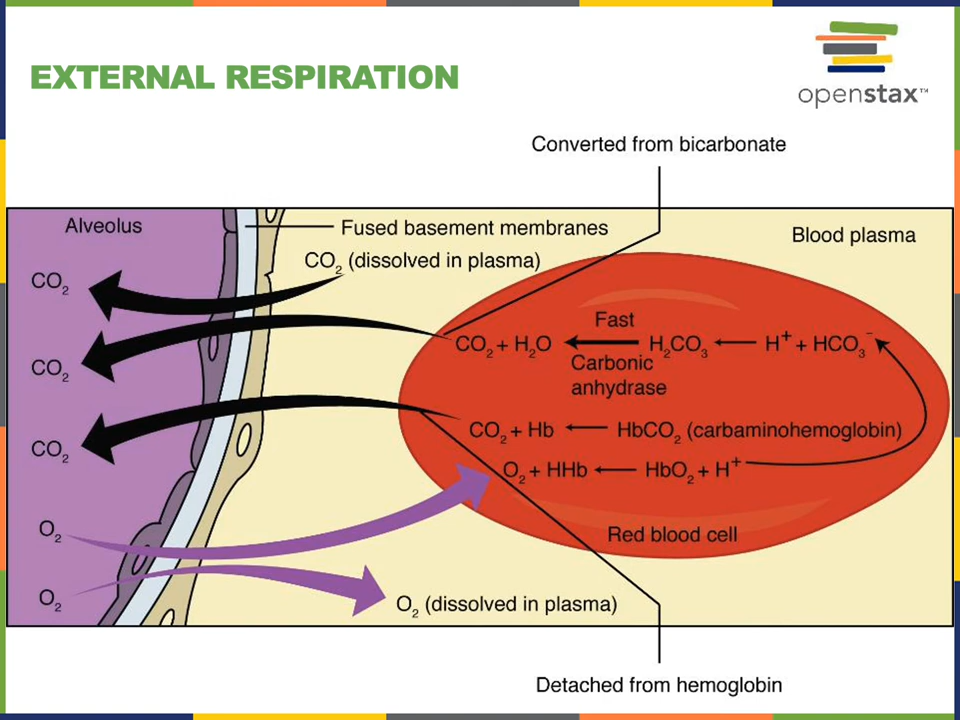 EXTERNAL RESPIRATION
openstax™
Converted from bicarbonate
Alveolus
Fused basement membranes
Blood plasma
CO₂ (dissolved in plasma)
CO₂
Fast
CO₂ + H₂O
H₂CO₃
H⁺ + HCO₃⁻
Carbonic
anhydrase
CO₂
CO₂ + Hb
HbCO₂ (carbaminohemoglobin)
CO₂
O₂ + HHb
HbO₂ + H⁺
O₂
Red blood cell
O₂
O₂ (dissolved in plasma)
Detached from hemoglobin